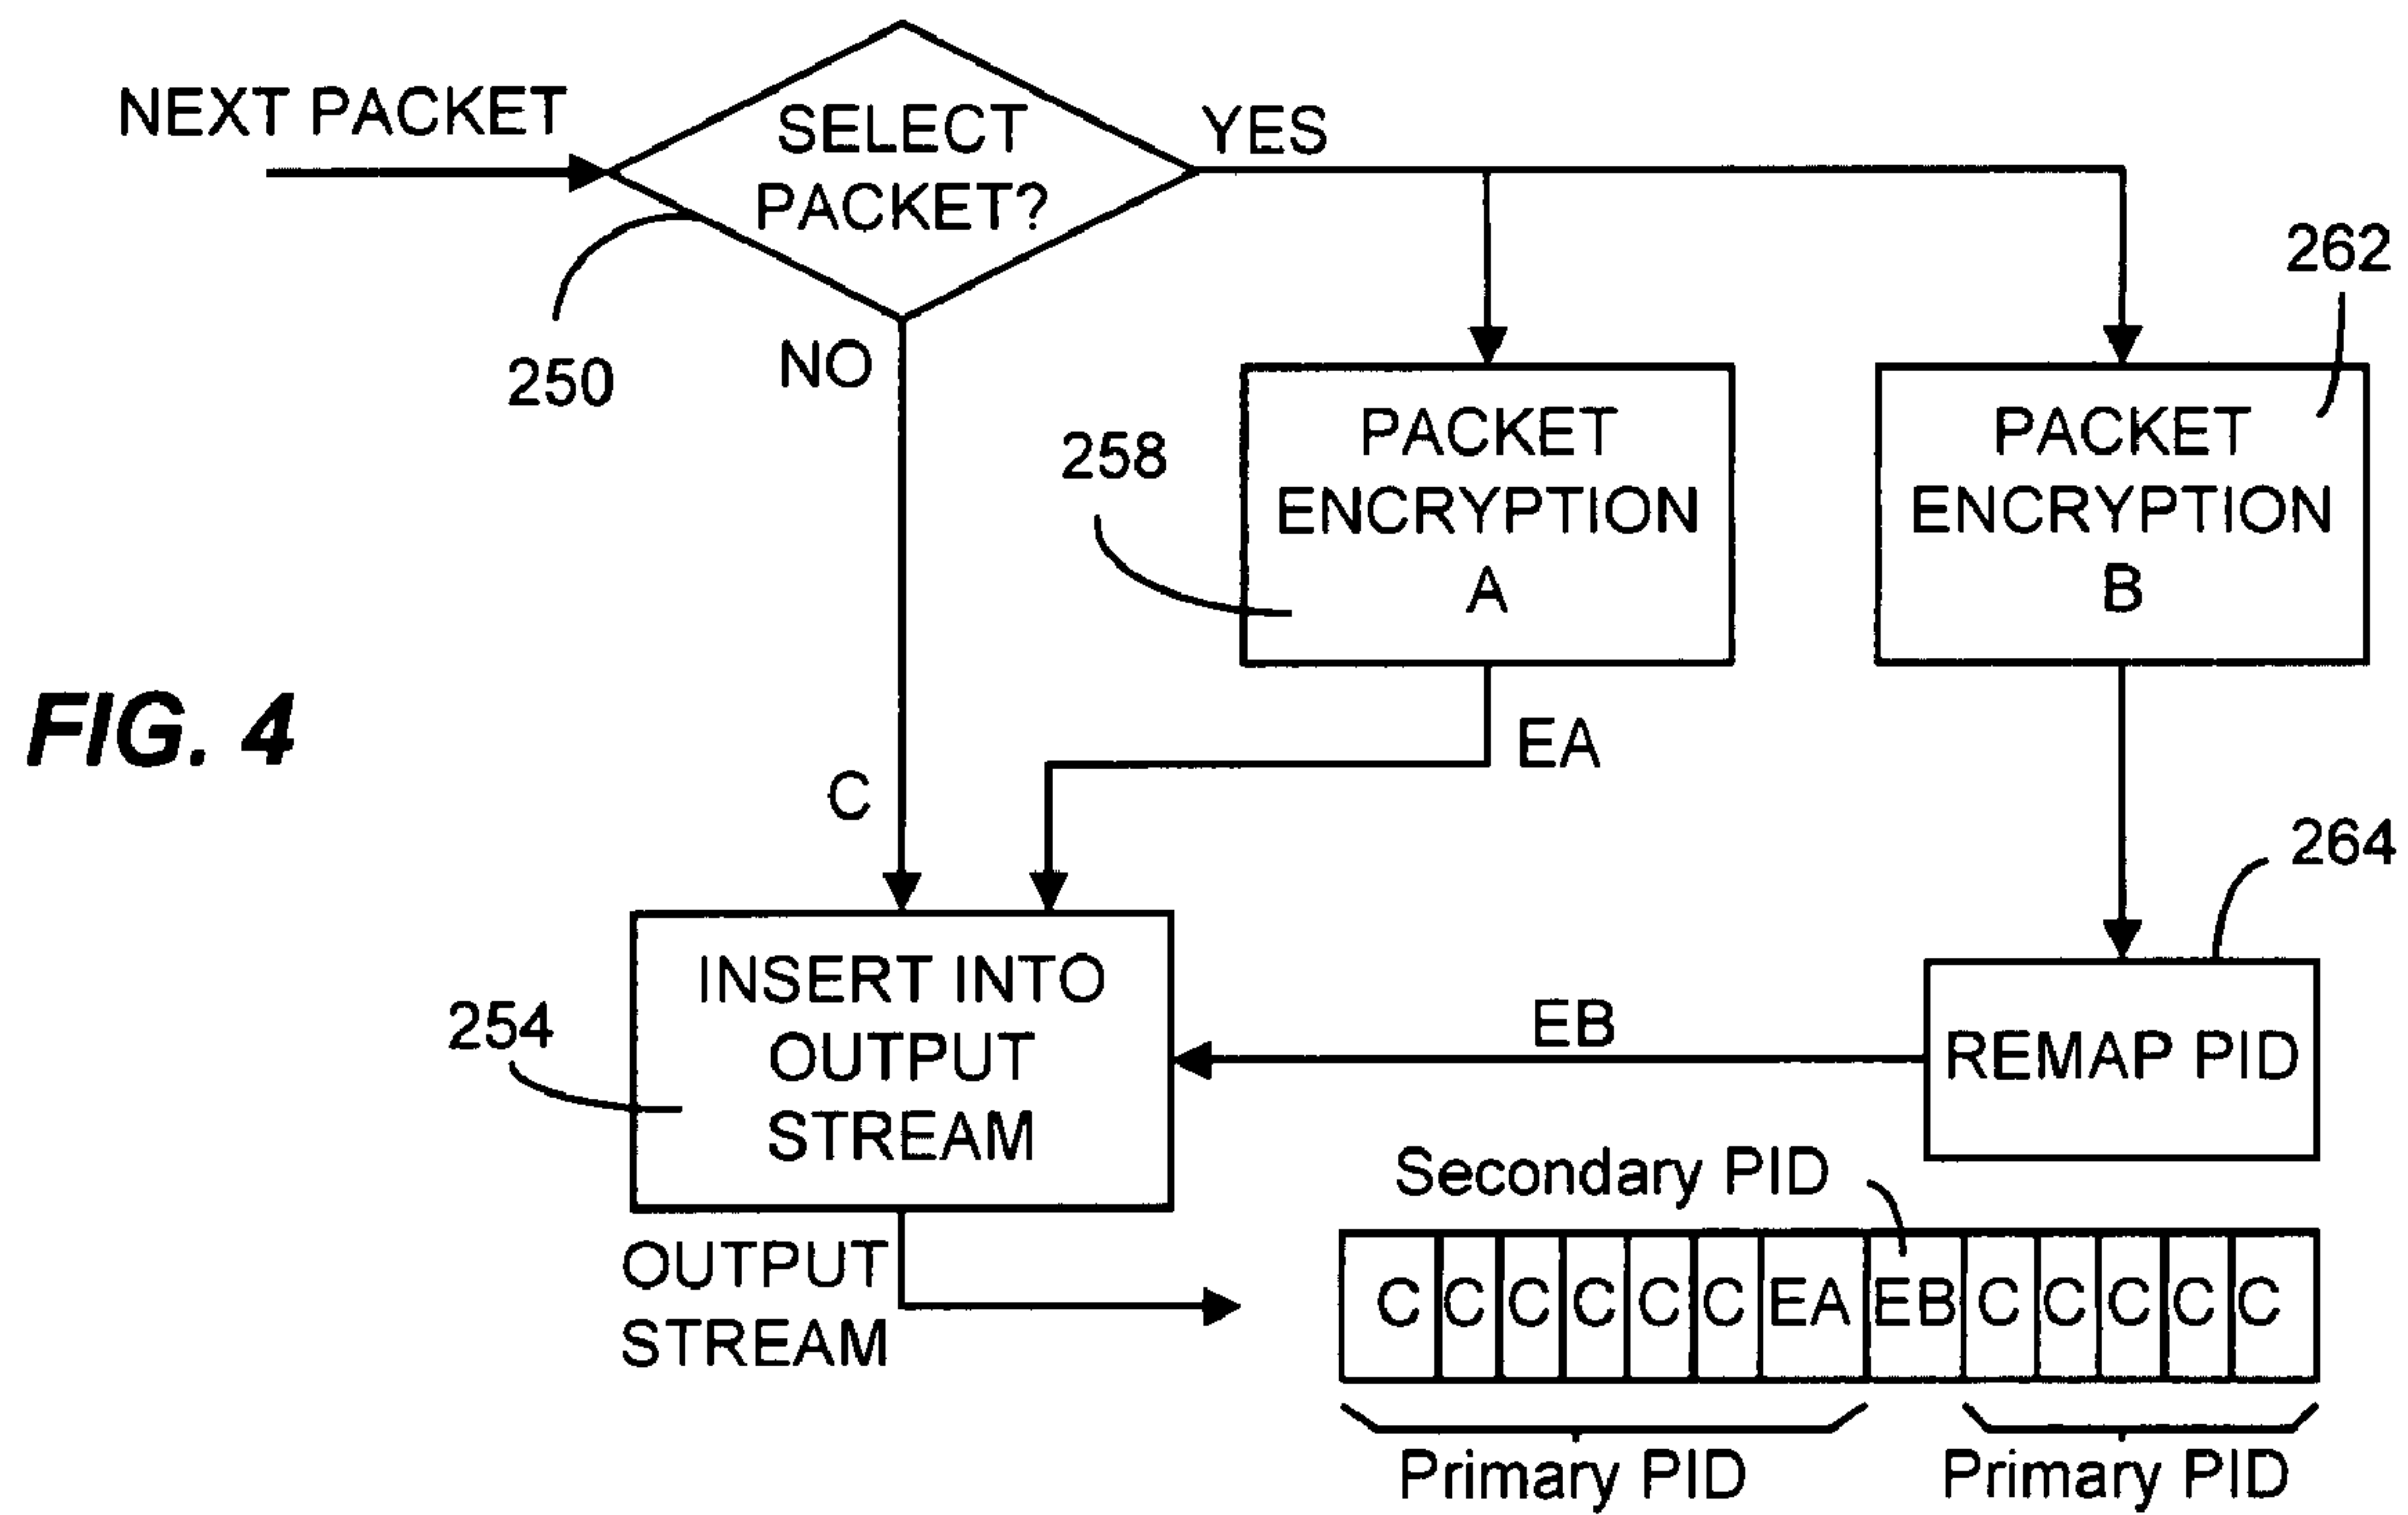 NEXT PACKET
SELECT
PACKET?
YES
262
250
NO
258
PACKET
ENCRYPTION
A
PACKET
ENCRYPTION
B
FIG. 4
EA
C
264
254
INSERT INTO
OUTPUT
STREAM
EB
REMAP PID
Secondary PID
OUTPUT
STREAM
C C C C C C EA EB C C C C C
Primary PID
Primary PID